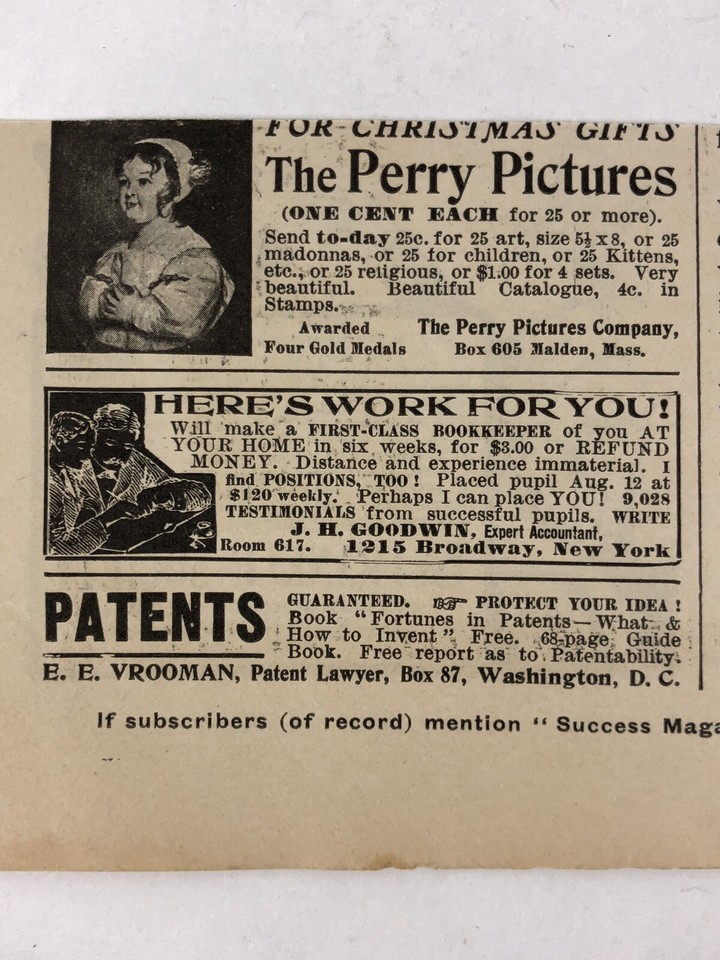 FOR CHRISTMAS GIFTS
The Perry Pictures
(ONE CENT EACH for 25 or more).
Send to-day 25c. for 25 art, size 5½x8, or 25
madonnas, or 25 for children, or 25 Kittens,
etc., or 25 religious, or $1.00 for 4 sets. Very
beautiful. Beautiful Catalogue, 4c. in
Stamps.
Awarded
Four Gold Medals
The Perry Pictures Company,
Box 605 Malden, Mass.
HERE'S WORK FOR YOU!
Will make a FIRST-CLASS BOOKKEEPER of you AT
YOUR HOME in six weeks, for $3.00 or REFUND
MONEY. Distance and experience immaterial. I
find POSITIONS, TOO! Placed pupil Aug. 12 at
$120 weekly. Perhaps I can place YOU! 9,028
TESTIMONIALS from successful pupils. WRITE
J. H. GOODWIN, Expert Accountant,
Room 617. 1215 Broadway, New York
PATENTS
GUARANTEED. ☞ PROTECT YOUR IDEA!
Book "Fortunes in Patents—What &
How to Invent" Free. 68-page Guide
Book. Free report as to Patentability.
E. E. VROOMAN, Patent Lawyer, Box 87, Washington, D. C.
If subscribers (of record) mention "Success Maga